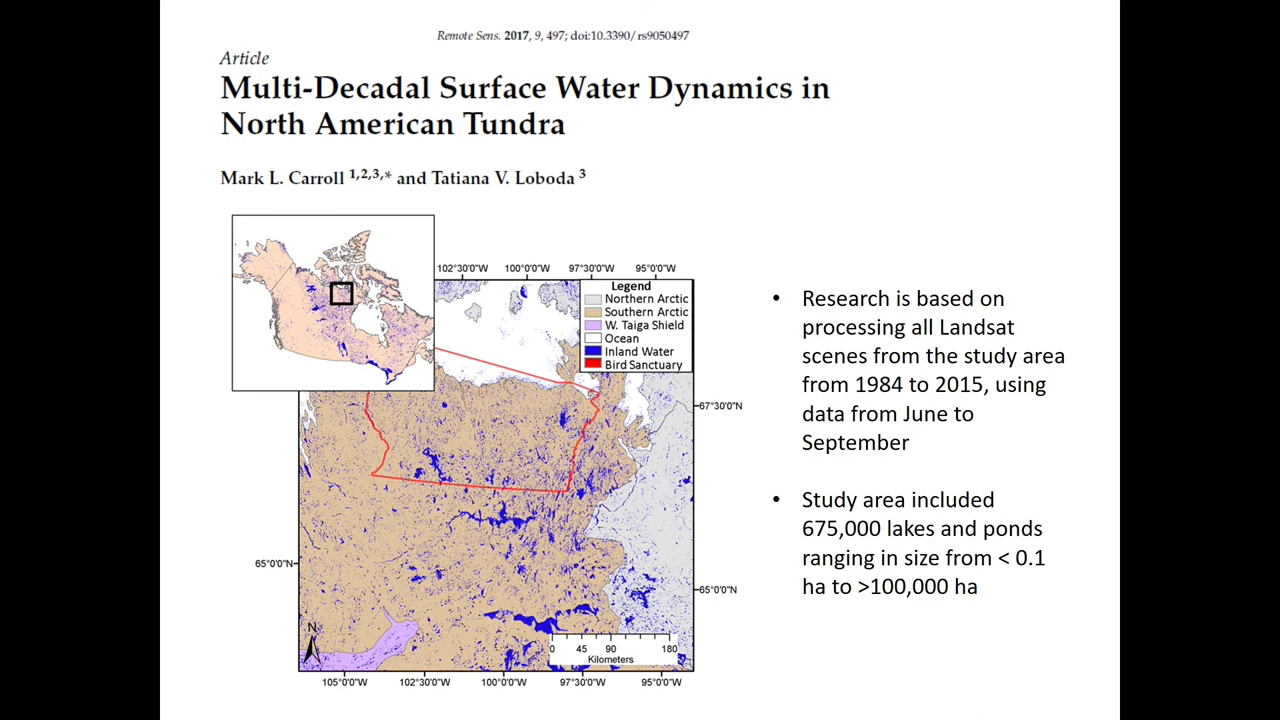 Remote Sens. 2017, 9, 497; doi:10.3390/rs9050497
Article
Multi-Decadal Surface Water Dynamics in
North American Tundra
Mark L. Carroll 1,2,3,* and Tatiana V. Loboda 3
102°30'0"W 100°0'0"W 97°30'0"W 95°0'0"W
Legend
Northern Arctic
Southern Arctic
W. Taiga Shield
Ocean
Inland Water
Bird Sanctuary
67°30'0"N
65°0'0"N
65°0'0"N
N
0 45 90 180
Kilometers
105°0'0"W 102°30'0"W 100°0'0"W 97°30'0"W 95°0'0"W
• Research is based on
processing all Landsat
scenes from the study area
from 1984 to 2015, using
data from June to
September
• Study area included
675,000 lakes and ponds
ranging in size from < 0.1
ha to >100,000 ha